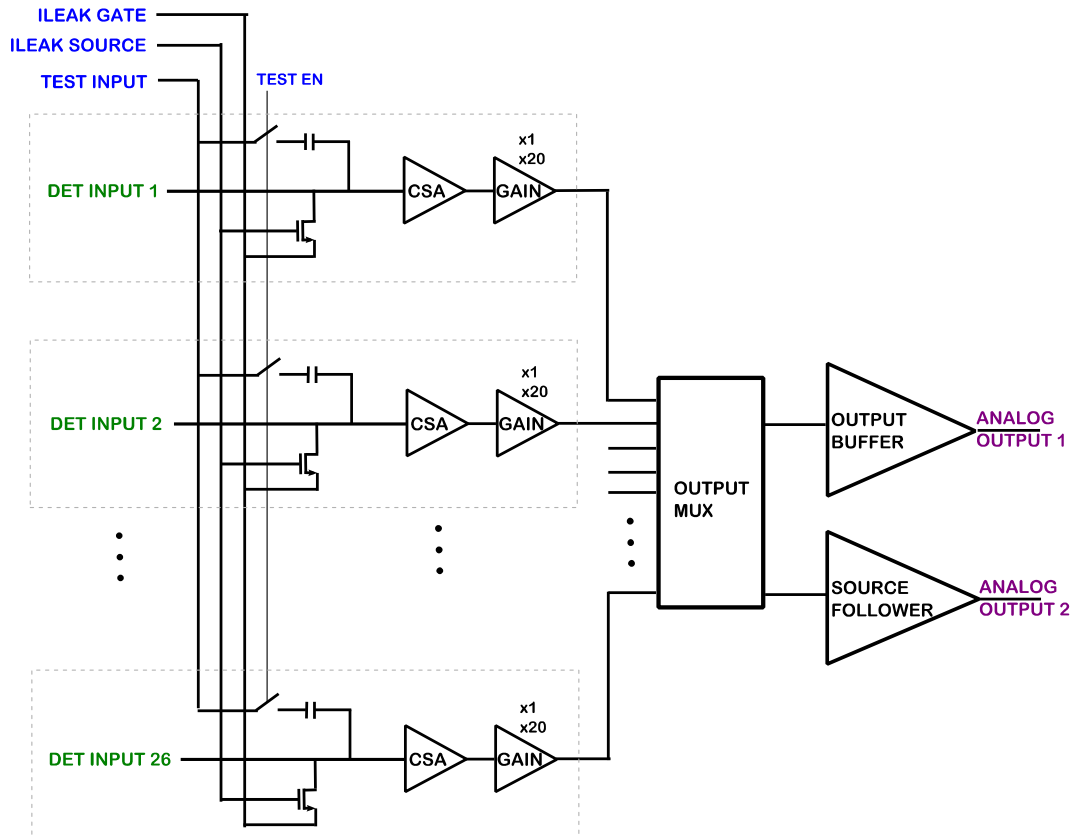 ILEAK GATE
ILEAK SOURCE
TEST INPUT
TEST EN
x1
x20
DET INPUT 1
CSA
GAIN
x1
x20
DET INPUT 2
CSA
GAIN
OUTPUT
MUX
OUTPUT
BUFFER
ANALOG
OUTPUT 1
SOURCE
FOLLOWER
ANALOG
OUTPUT 2
x1
x20
DET INPUT 26
CSA
GAIN